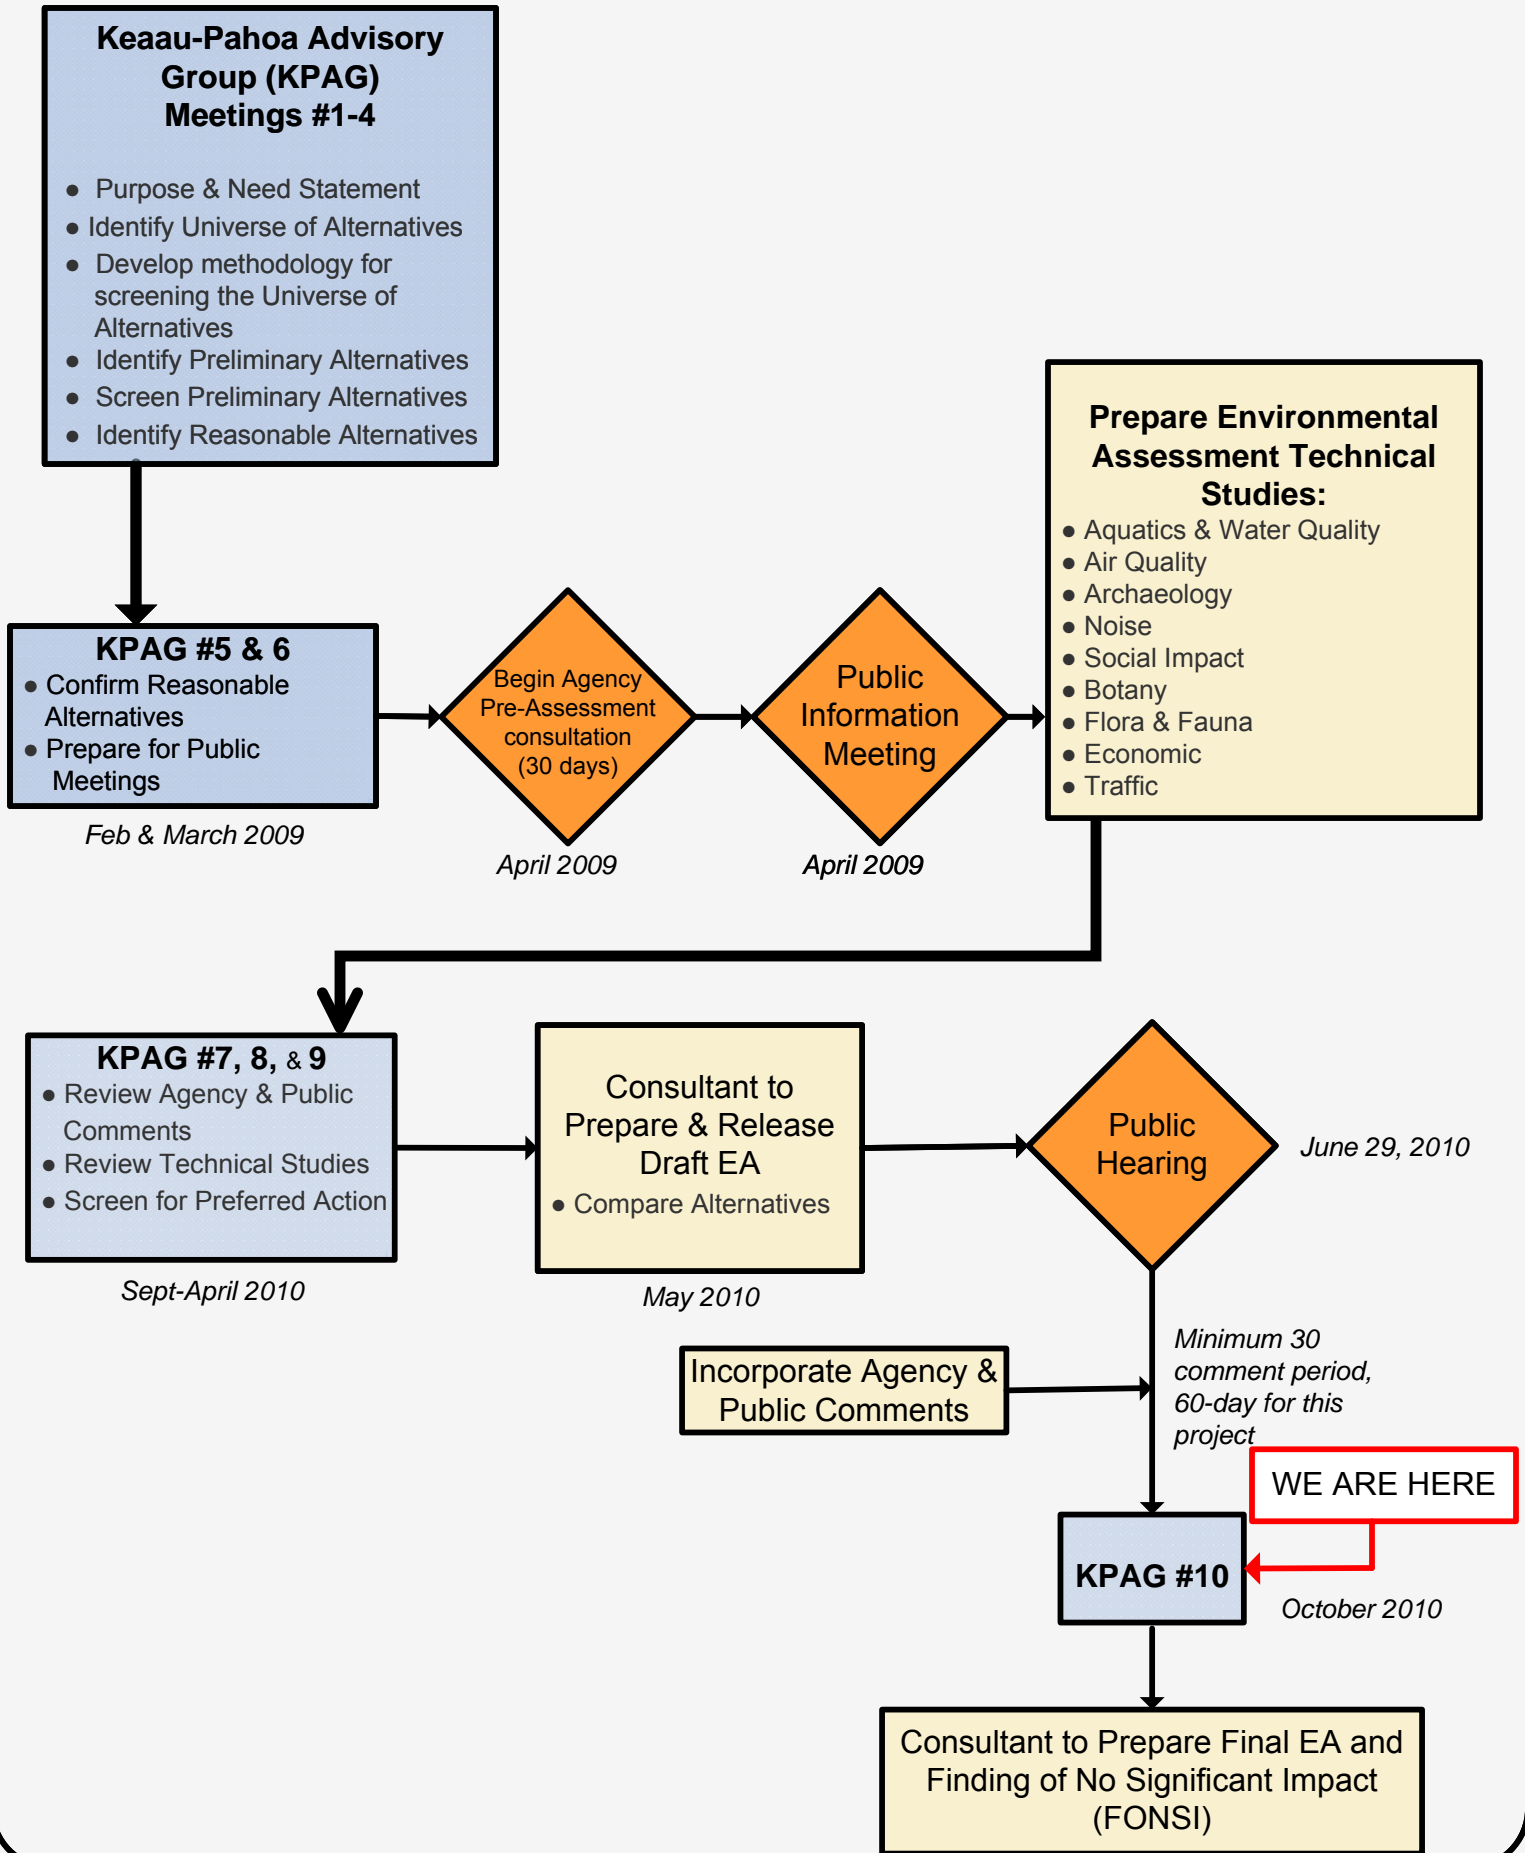 Keaau-Pahoa Advisory
Group (KPAG)
Meetings #1-4
● Purpose & Need Statement
● Identify Universe of Alternatives
● Develop methodology for
screening the Universe of
Alternatives
● Identify Preliminary Alternatives
● Screen Preliminary Alternatives
● Identify Reasonable Alternatives
KPAG #5 & 6
● Confirm Reasonable
Alternatives
● Prepare for Public
Meetings
Feb & March 2009
Begin Agency
Pre-Assessment
consultation
(30 days)
April 2009
Public
Information
Meeting
April 2009
Prepare Environmental
Assessment Technical
Studies:
● Aquatics & Water Quality
● Air Quality
● Archaeology
● Noise
● Social Impact
● Botany
● Flora & Fauna
● Economic
● Traffic
KPAG #7, 8, & 9
● Review Agency & Public
Comments
● Review Technical Studies
● Screen for Preferred Action
Sept-April 2010
Consultant to
Prepare & Release
Draft EA
● Compare Alternatives
May 2010
Public
Hearing
June 29, 2010
Incorporate Agency &
Public Comments
Minimum 30
comment period,
60-day for this
project
WE ARE HERE
KPAG #10
October 2010
Consultant to Prepare Final EA and
Finding of No Significant Impact
(FONSI)